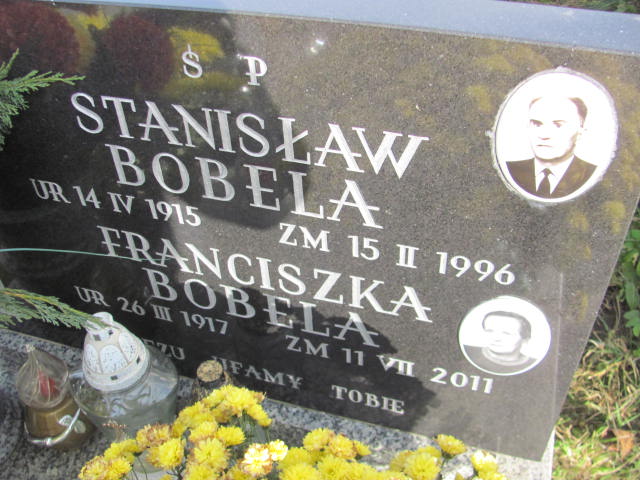 Ś P
STANISŁAW
BOBELA
UR 14 IV 1915 ZM 15 II 1996
FRANCISZKA
BOBELA
UR 26 III 1917 ZM 11 VII 2011
UFAMY TOBIE